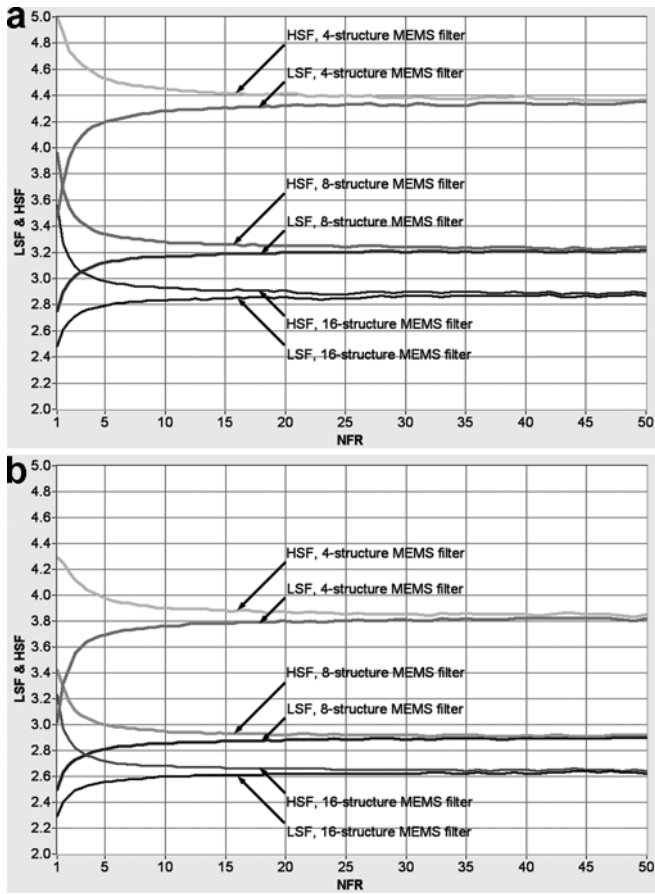 a
5.0
4.8
4.6
4.4
4.2
4.0
3.8
3.6
3.4
3.2
3.0
2.8
2.6
2.4
2.2
2.0
LSF & HSF
HSF, 4-structure MEMS filter
LSF, 4-structure MEMS filter
HSF, 8-structure MEMS filter
LSF, 8-structure MEMS filter
HSF, 16-structure MEMS filter
LSF, 16-structure MEMS filter
1 5 10 15 20 25 30 35 40 45 50
NFR
b
5.0
4.8
4.6
4.4
4.2
4.0
3.8
3.6
3.4
3.2
3.0
2.8
2.6
2.4
2.2
2.0
LSF & HSF
HSF, 4-structure MEMS filter
LSF, 4-structure MEMS filter
HSF, 8-structure MEMS filter
LSF, 8-structure MEMS filter
HSF, 16-structure MEMS filter
LSF, 16-structure MEMS filter
1 5 10 15 20 25 30 35 40 45 50
NFR